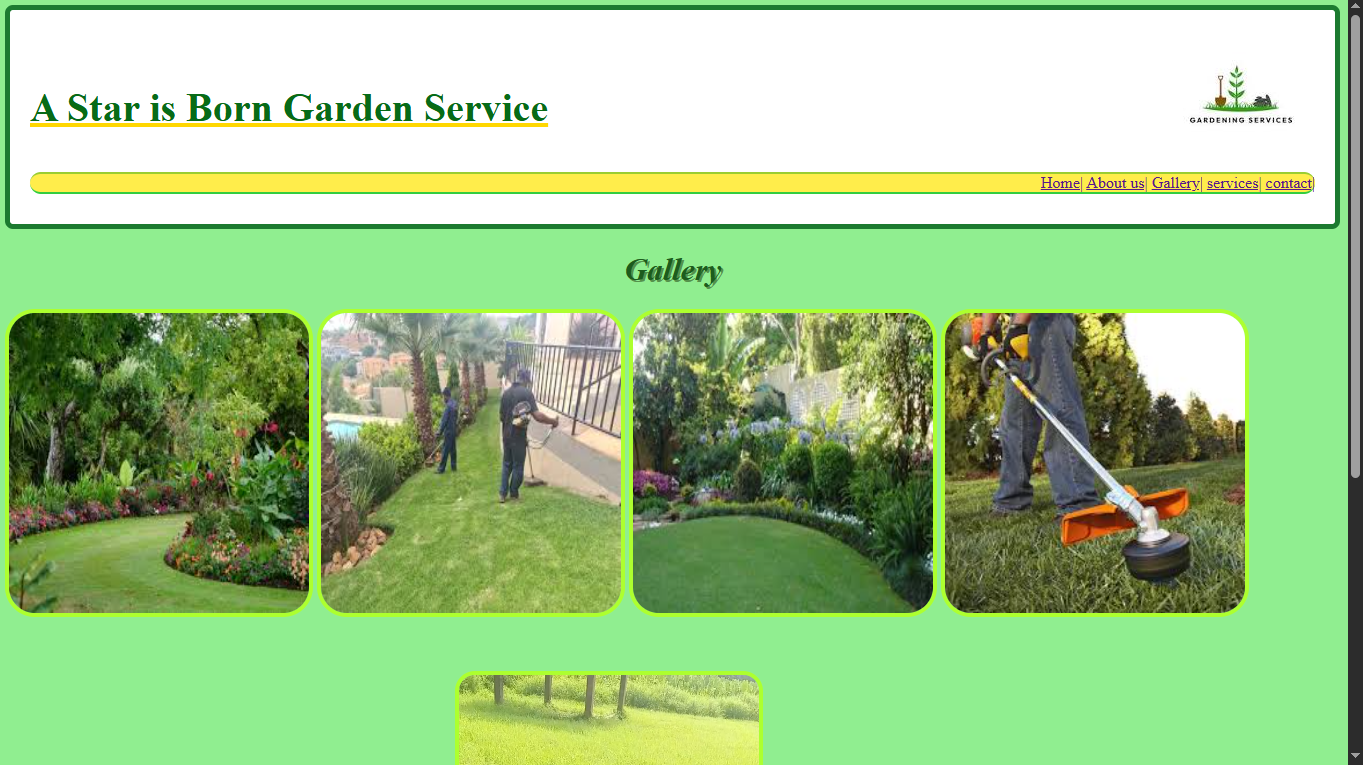 A Star is Born Garden Service
GARDENING SERVICES
Home| About us| Gallery| services| contact|
Gallery